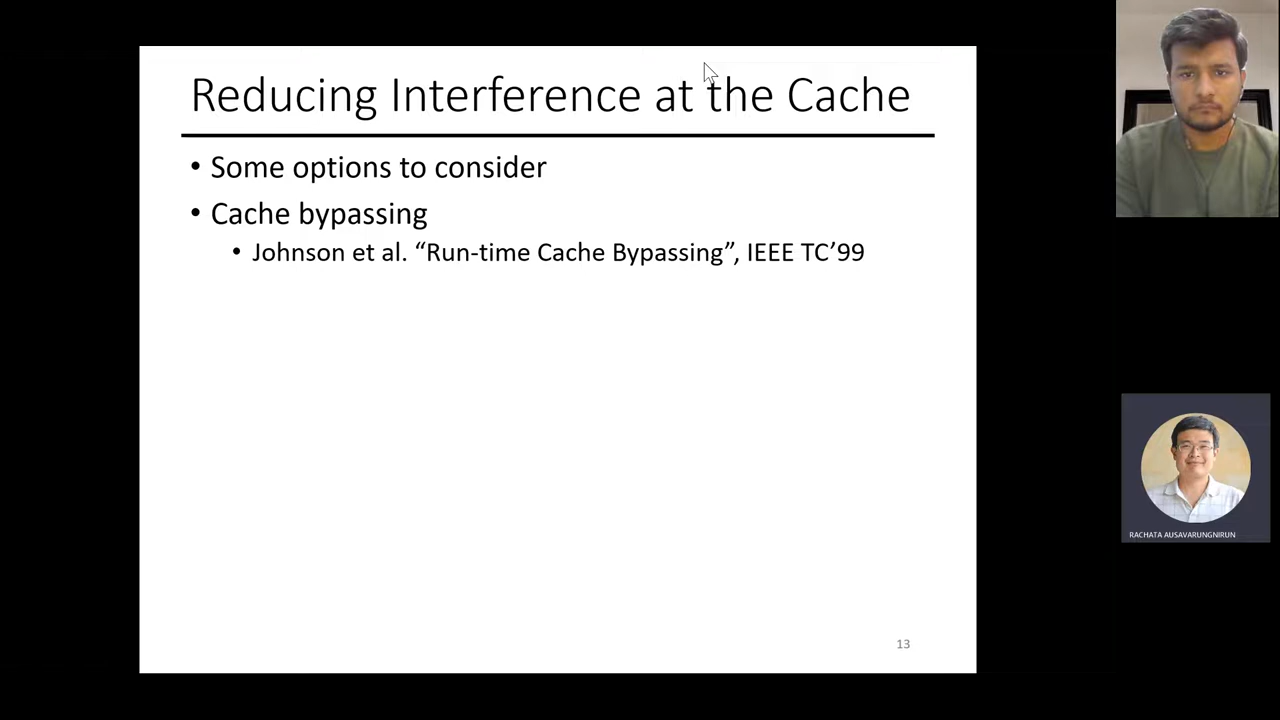 Reducing Interference at the Cache
• Some options to consider
• Cache bypassing
• Johnson et al. “Run-time Cache Bypassing”, IEEE TC’99
13
RACHATA AUSAVARUNGNIRUN